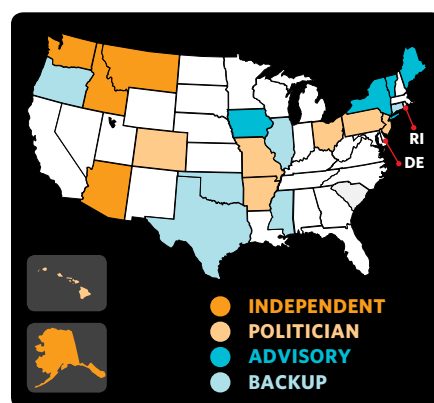 RI
DE
INDEPENDENT
POLITICIAN
ADVISORY
BACKUP